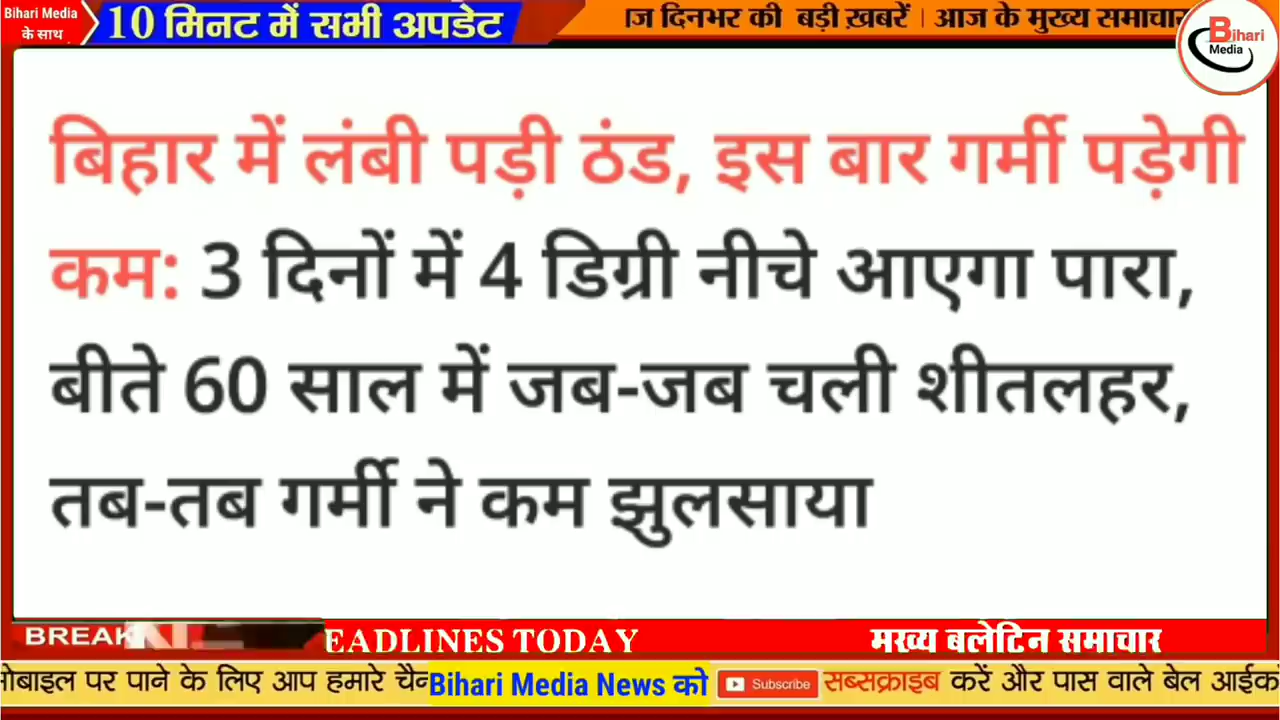 Bihari Media
के साथ
10 मिनट में सभी अपडेट
दिनभर की बड़ी ख़बरें | आज के मुख्य समाचार
Bihari
Media
बिहार में लंबी पड़ी ठंड, इस बार गर्मी पड़ेगी
कम: 3 दिनों में 4 डिग्री नीचे आएगा पारा,
बीते 60 साल में जब-जब चली शीतलहर,
तब-तब गर्मी ने कम झुलसाया
BREAK
EADLINES TODAY
मुख्य बुलेटिन समाचार
पर पाने के लिए आप हमारे Bihari Media News को Subscribe सब्सक्राइब करें और पास वाले बेल आईक